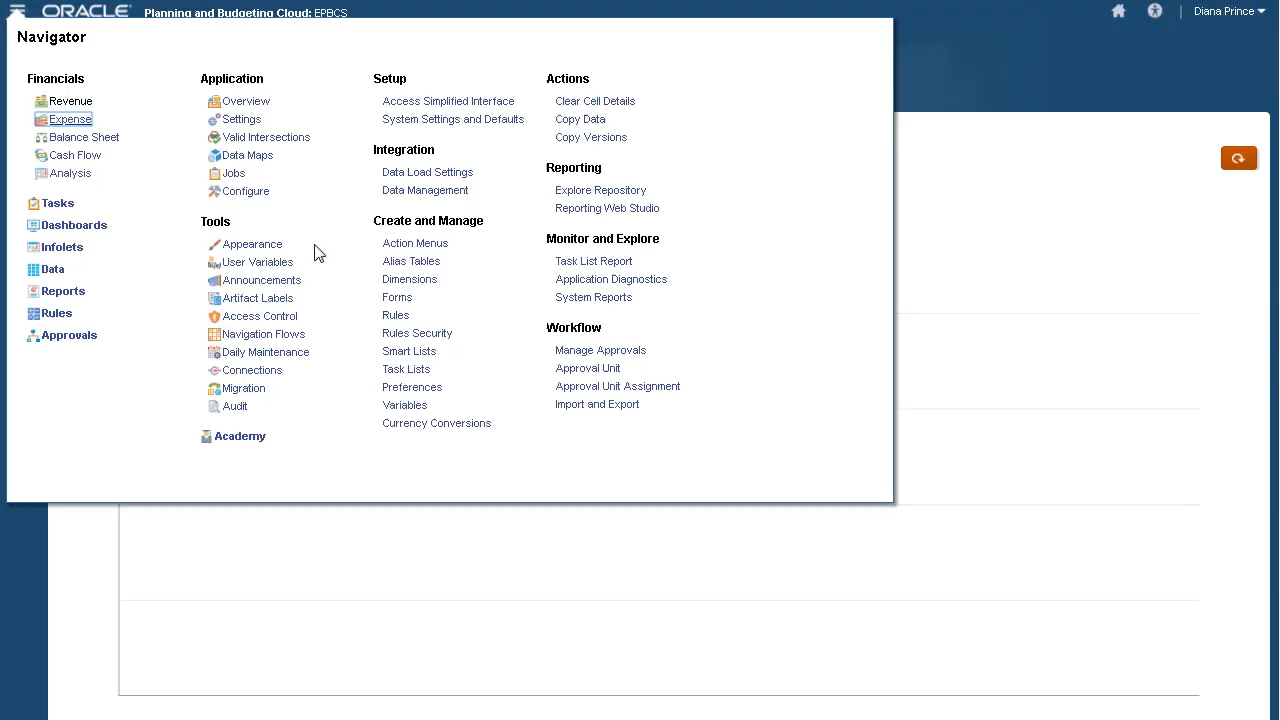 ORACLE Planning and Budgeting Cloud: EPBCS
Diana Prince
Navigator
Financials
Revenue
Expense
Balance Sheet
Cash Flow
Analysis
Tasks
Dashboards
Infolets
Data
Reports
Rules
Approvals
Application
Overview
Settings
Valid Intersections
Data Maps
Jobs
Configure
Tools
Appearance
User Variables
Announcements
Artifact Labels
Access Control
Navigation Flows
Daily Maintenance
Connections
Migration
Audit
Academy
Setup
Access Simplified Interface
System Settings and Defaults
Integration
Data Load Settings
Data Management
Create and Manage
Action Menus
Alias Tables
Dimensions
Forms
Rules
Rules Security
Smart Lists
Task Lists
Preferences
Variables
Currency Conversions
Actions
Clear Cell Details
Copy Data
Copy Versions
Reporting
Explore Repository
Reporting Web Studio
Monitor and Explore
Task List Report
Application Diagnostics
System Reports
Workflow
Manage Approvals
Approval Unit
Approval Unit Assignment
Import and Export